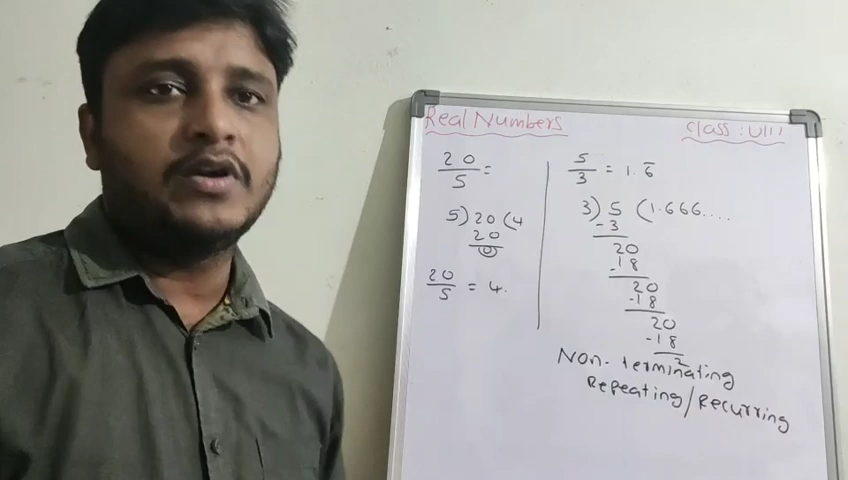 Real Numbers
Class : VIII
20/5 =
5) 20 (4
20
0
20/5 = 4.
5/3 = 1.6̅
3) 5 (1.666....
-3
20
-18
20
-18
20
-18
2
Non-terminating
Repeating/Recurring